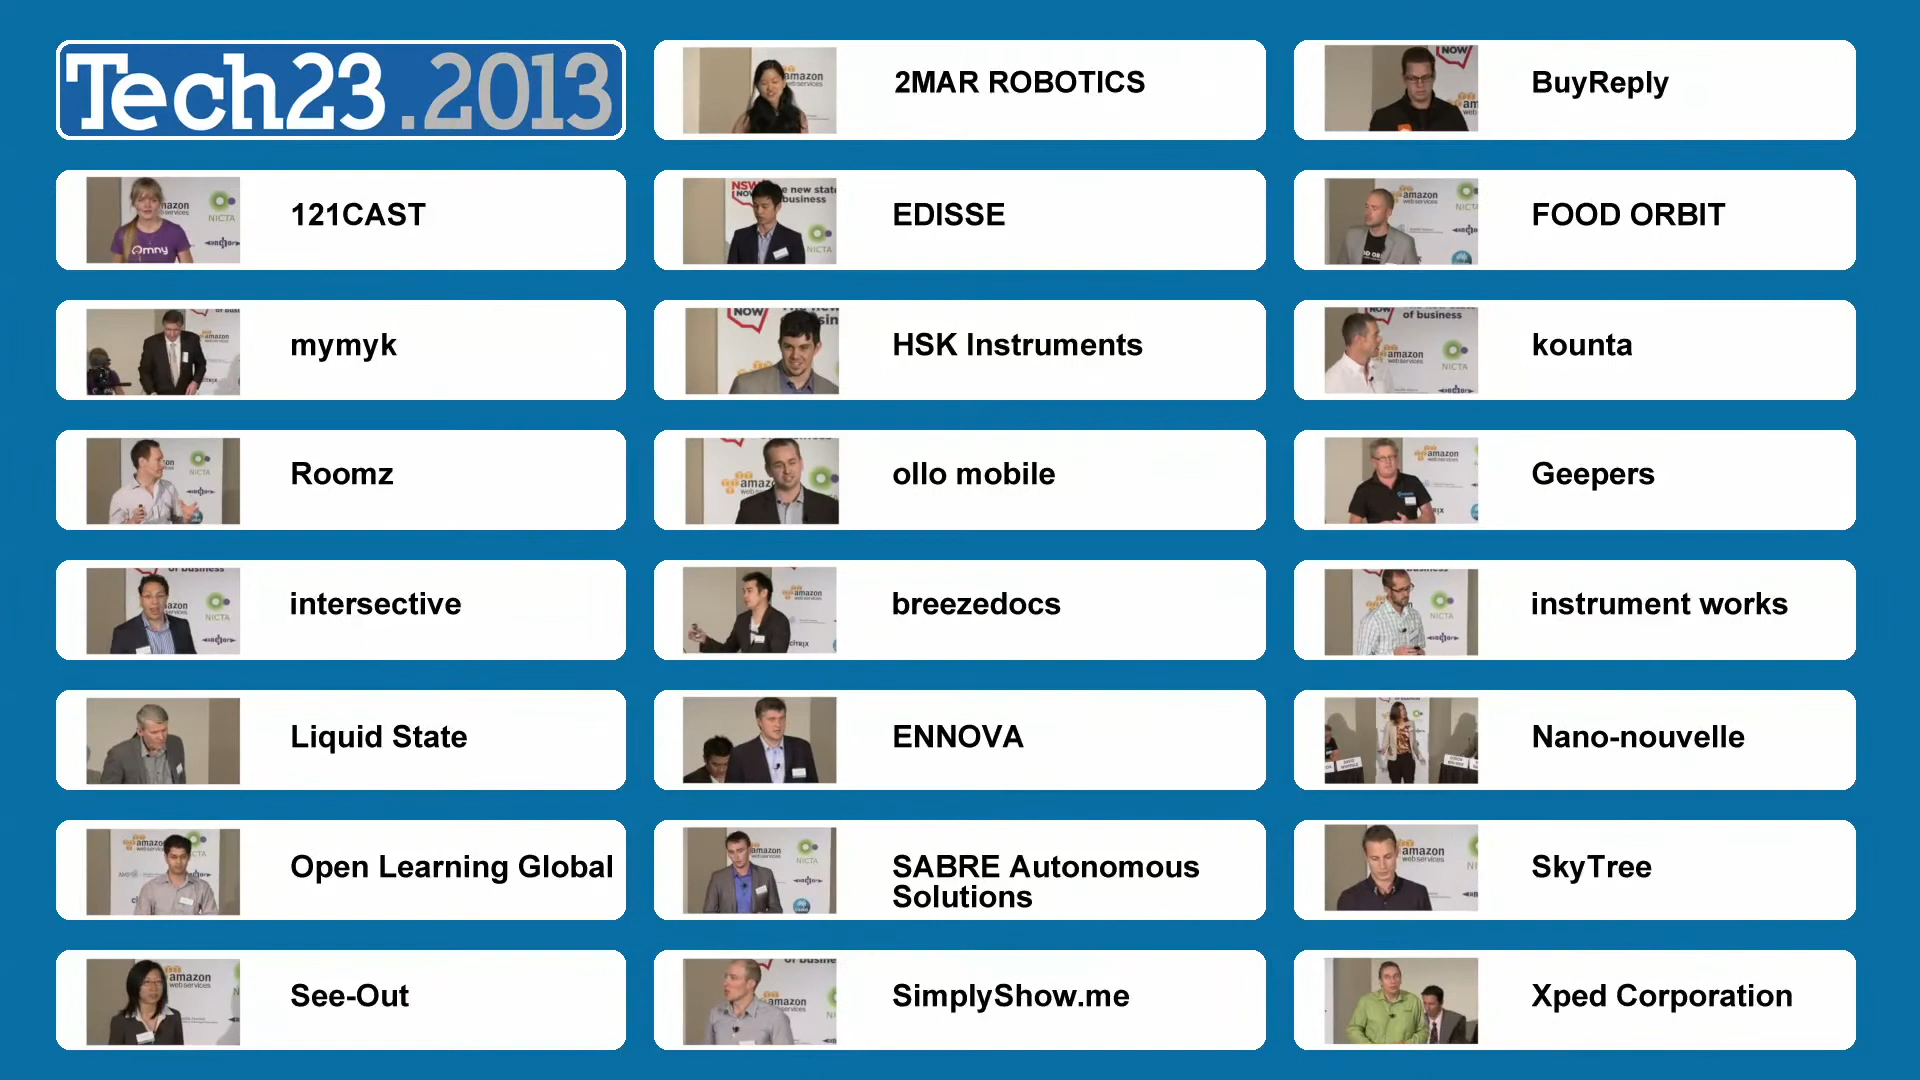 Tech23.2013
2MAR ROBOTICS
BuyReply
121CAST
EDISSE
FOOD ORBIT
mymyk
HSK Instruments
kounta
Roomz
ollo mobile
Geepers
intersective
breezedocs
instrument works
Liquid State
ENNOVA
Nano-nouvelle
Open Learning Global
SABRE Autonomous
Solutions
SkyTree
See-Out
SimplyShow.me
Xped Corporation